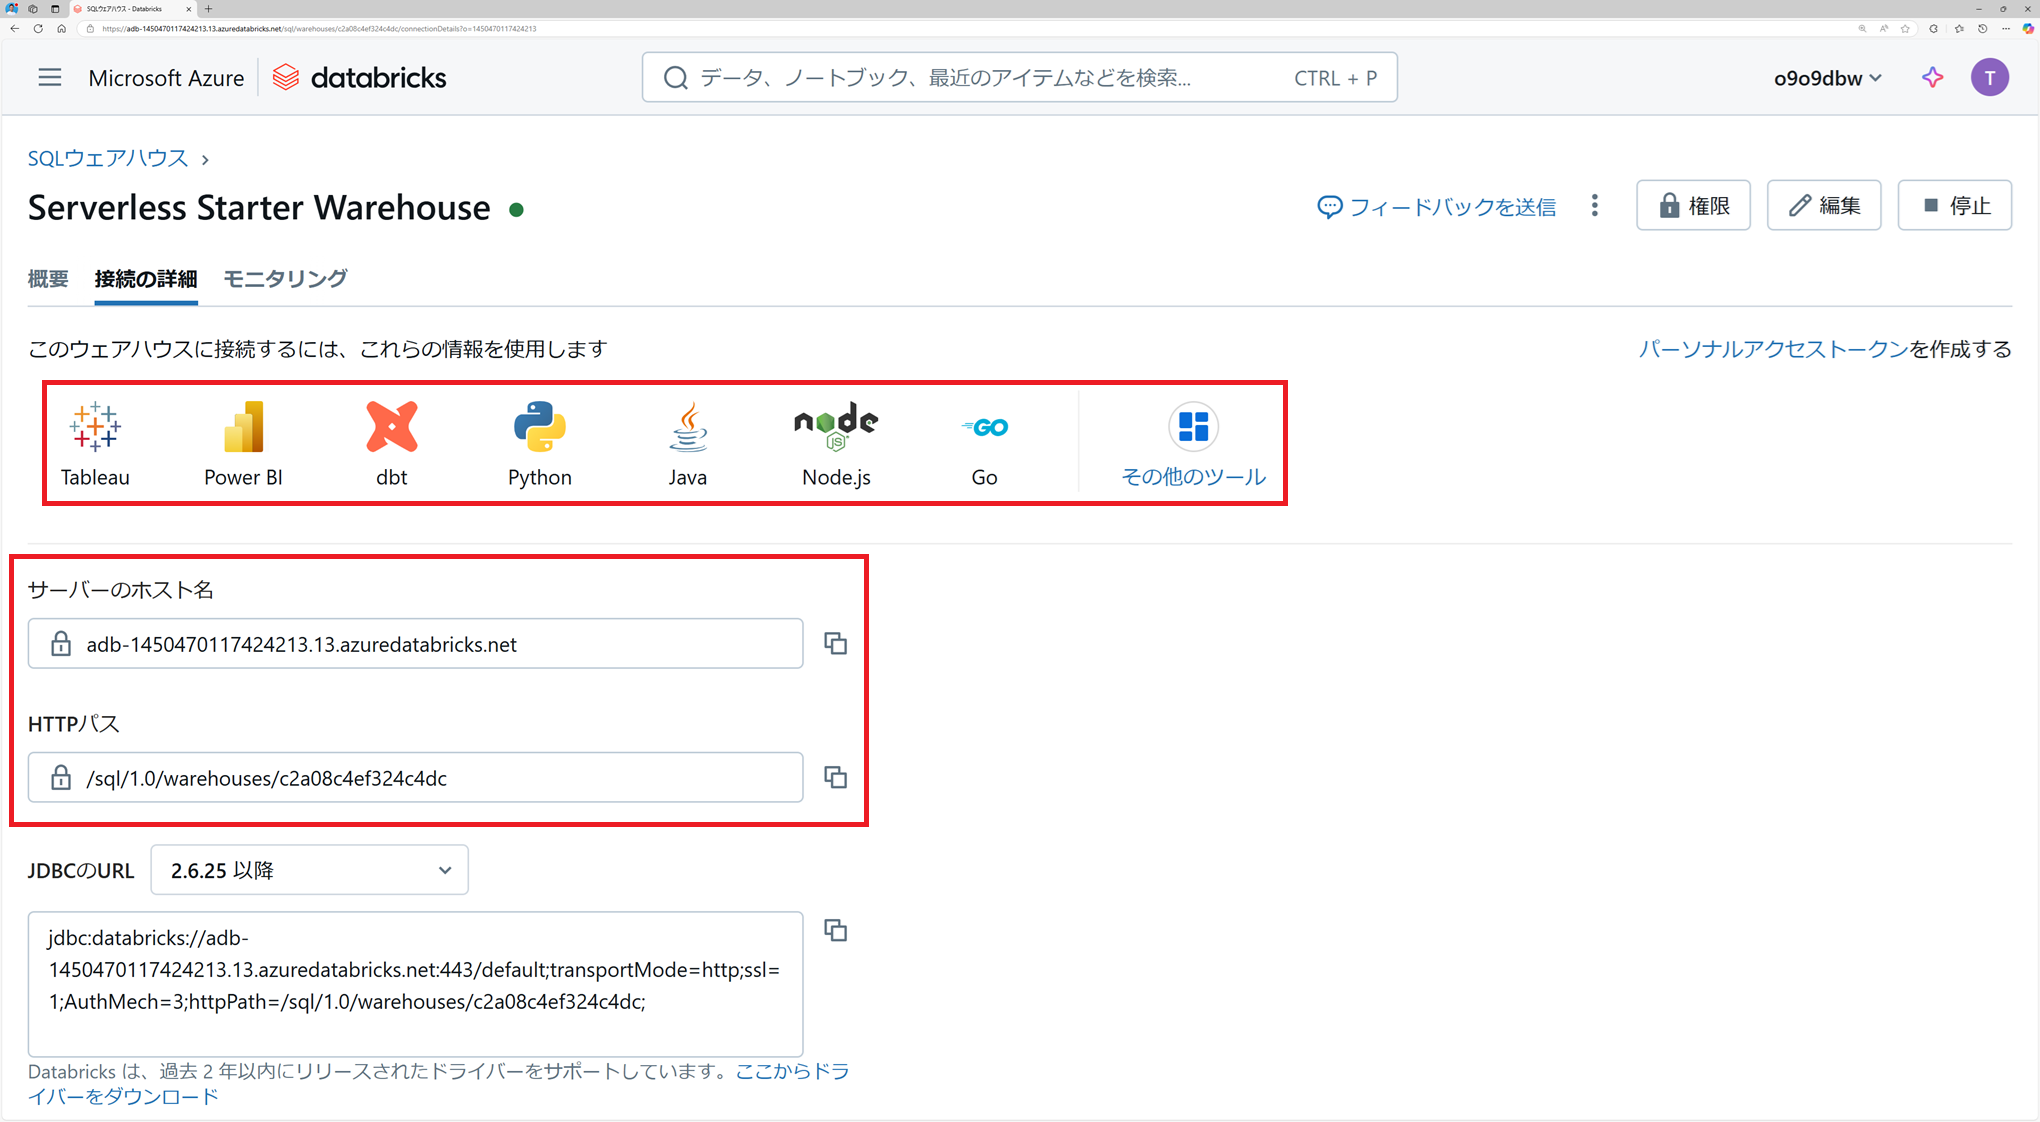 SQLウェアハウス - Databricks
https://adb-1450470117424213.13.azuredatabricks.net/sql/warehouses/c2a08c4ef324c4dc/connectionDetails?o=1450470117424213
Microsoft Azure databricks
データ、ノートブック、最近のアイテムなどを検索... CTRL + P
o9o9dbw T
SQLウェアハウス
Serverless Starter Warehouse
フィードバックを送信 権限 編集 停止
概要 接続の詳細 モニタリング
このウェアハウスに接続するには、これらの情報を使用します
パーソナルアクセストークンを作成する
Tableau Power BI dbt Python Java Node.js Go その他のツール
サーバーのホスト名
adb-1450470117424213.13.azuredatabricks.net
HTTPパス
/sql/1.0/warehouses/c2a08c4ef324c4dc
JDBCのURL 2.6.25 以降
jdbc:databricks://adb-
1450470117424213.13.azuredatabricks.net:443/default;transportMode=http;ssl=
1;AuthMech=3;httpPath=/sql/1.0/warehouses/c2a08c4ef324c4dc;
Databricks は、過去 2 年以内にリリースされたドライバーをサポートしています。ここからドラ
イバーをダウンロード